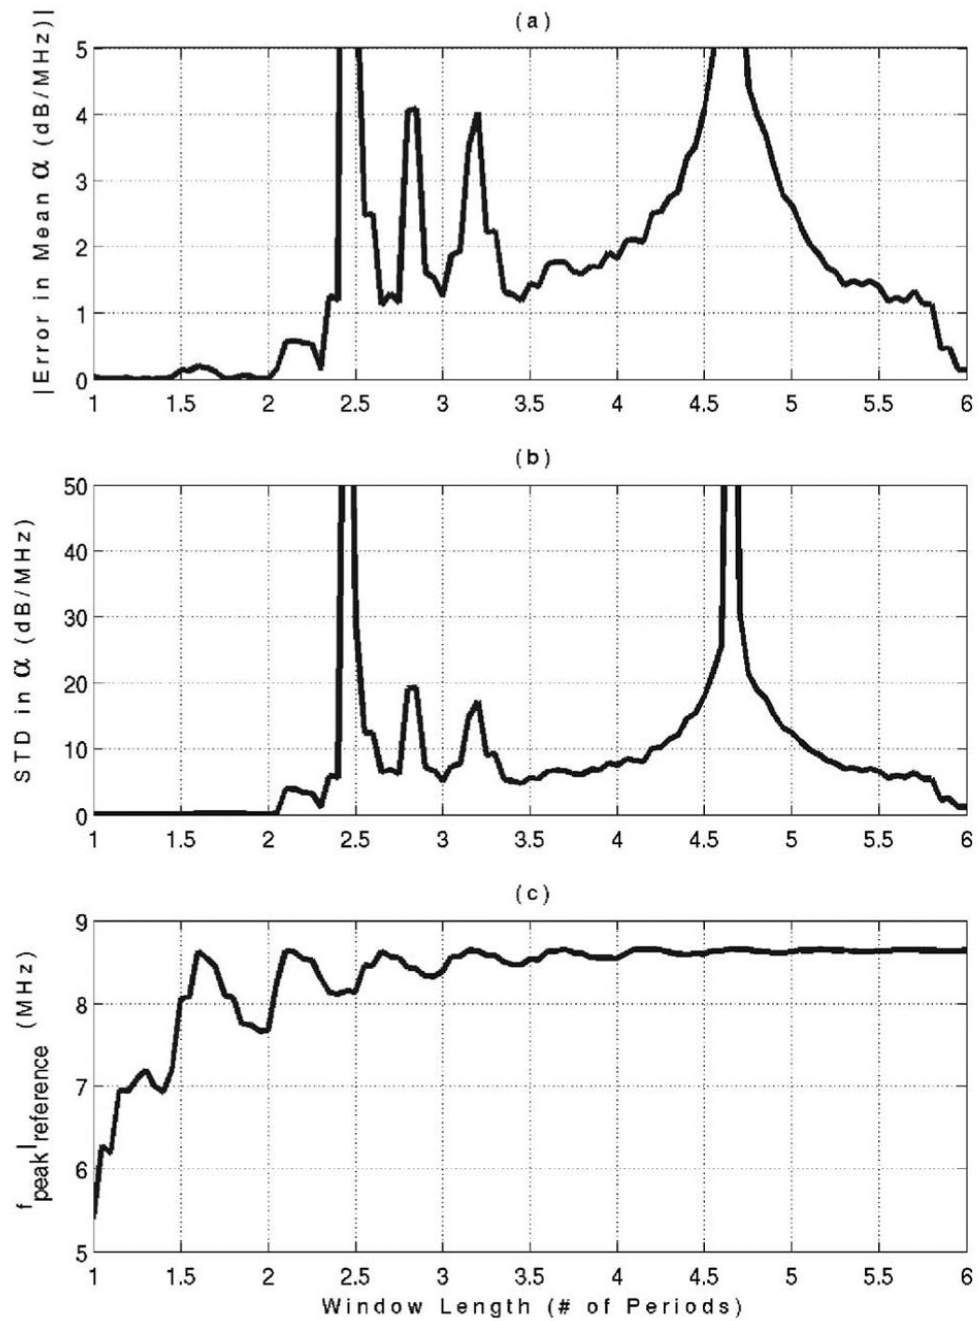 (a)
|Error in Mean α (dB/MHz)|
5
4
3
2
1
0
1 1.5 2 2.5 3 3.5 4 4.5 5 5.5 6
(b)
STD in α (dB/MHz)
50
40
30
20
10
0
1 1.5 2 2.5 3 3.5 4 4.5 5 5.5 6
(c)
f peak|reference (MHz)
9
8
7
6
5
1 1.5 2 2.5 3 3.5 4 4.5 5 5.5 6
Window Length (# of Periods)